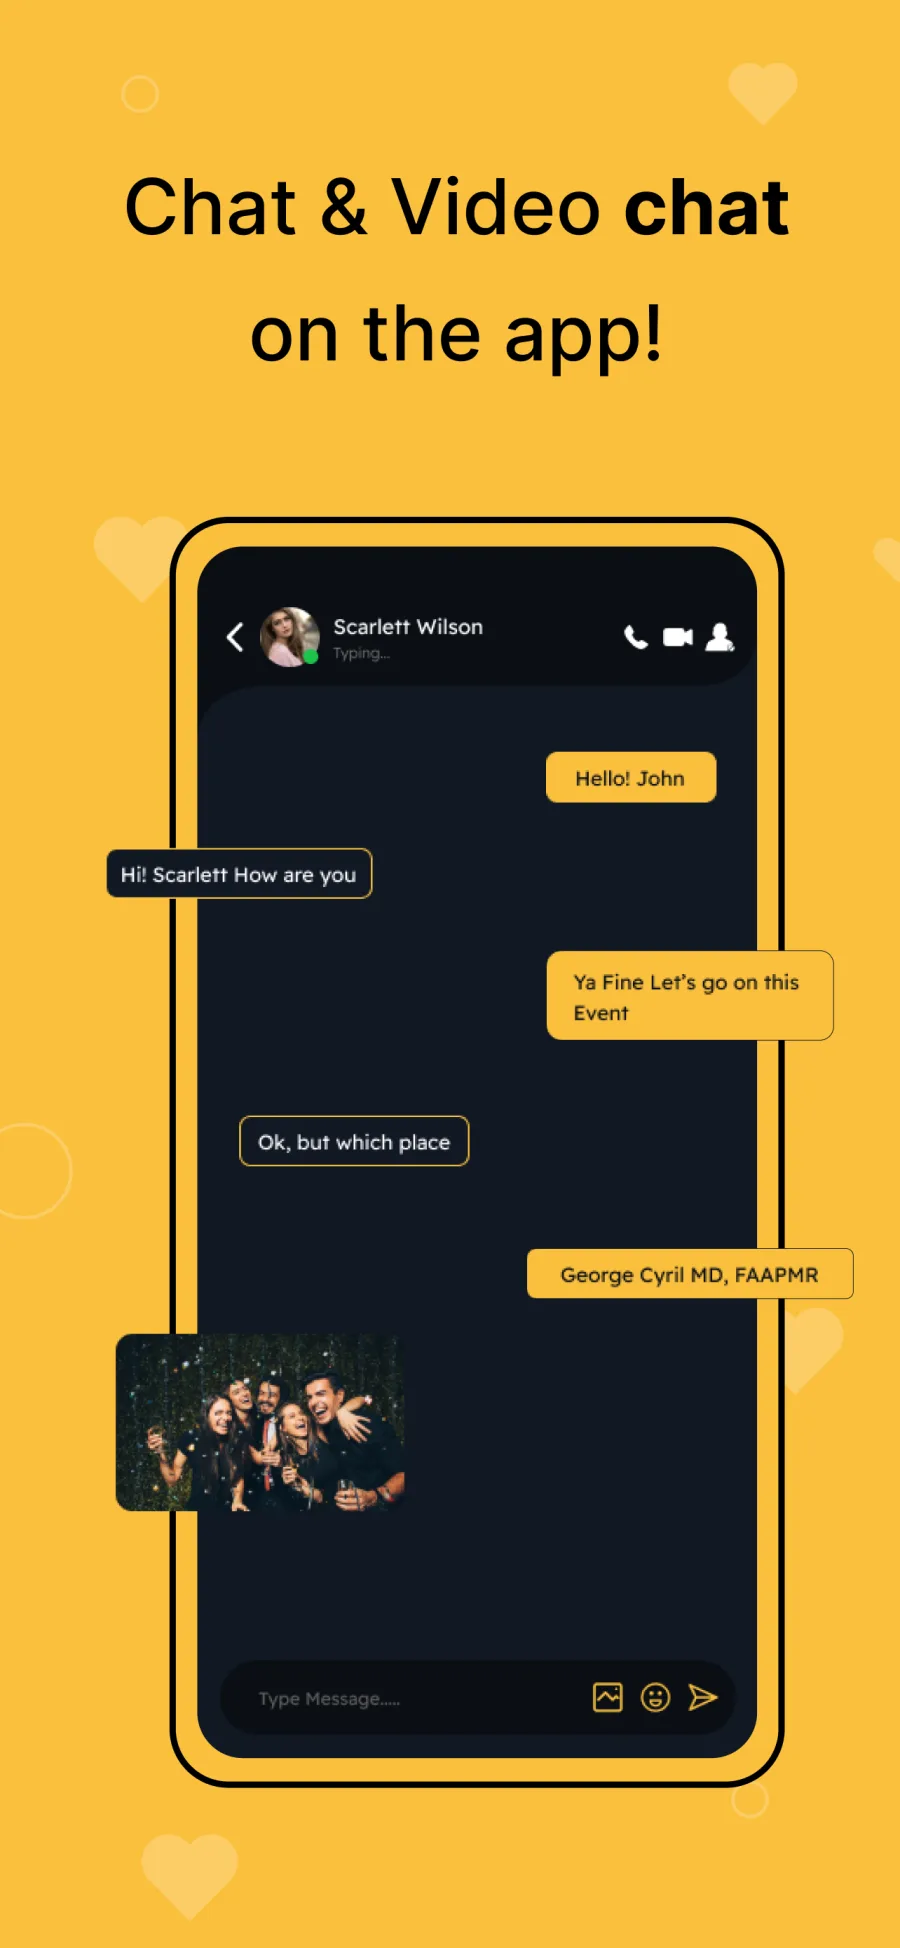 Chat & Video chat
on the app!
Scarlett Wilson
Typing...
Hello! John
Hi! Scarlett How are you
Ya Fine Let's go on this
Event
Ok, but which place
George Cyril MD, FAAPMR
Type Message.....